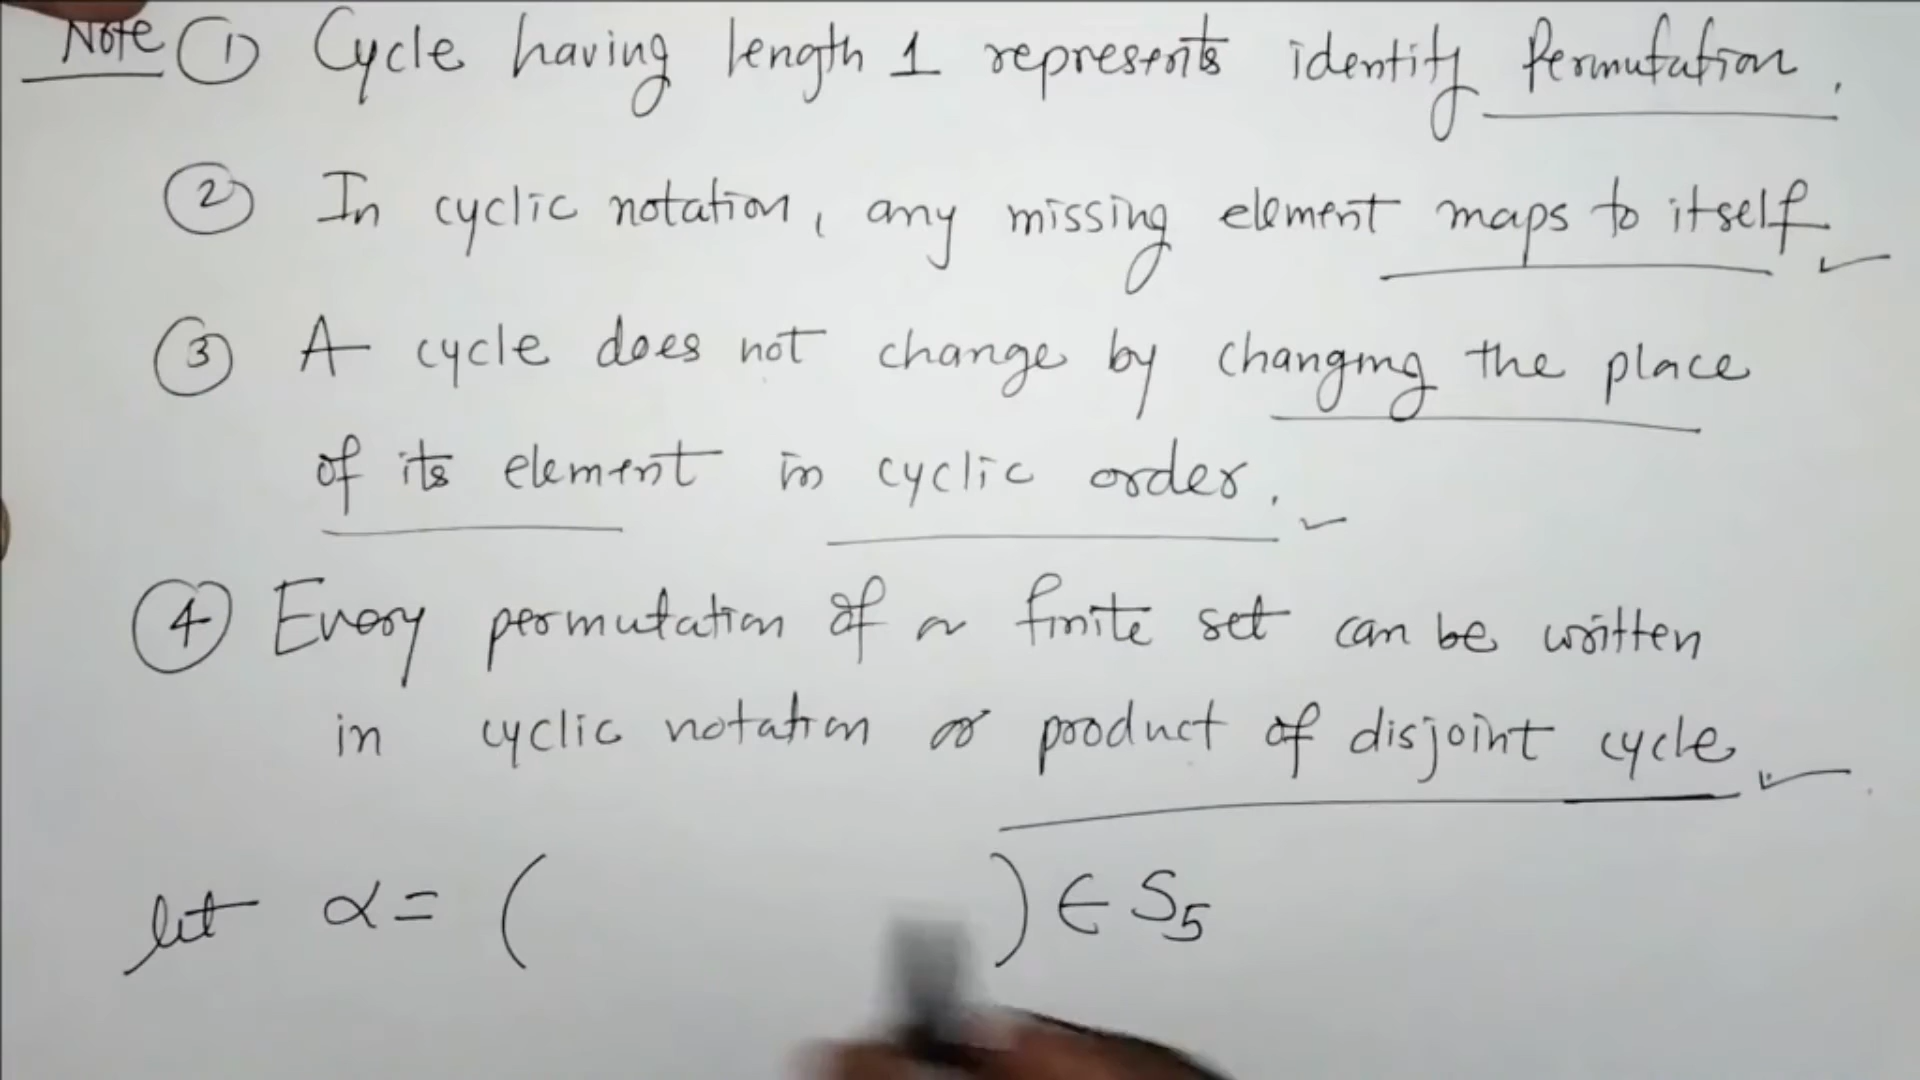 Note ① Cycle having length 1 represents identity Permutation.
② In cyclic notation, any missing element maps to itself
③ A cycle does not change by changing the place
of its element in cyclic order.
④ Every permutation of a finite set can be written
in cyclic notation or product of disjoint cycle
let α = (     ) ∈ S₅